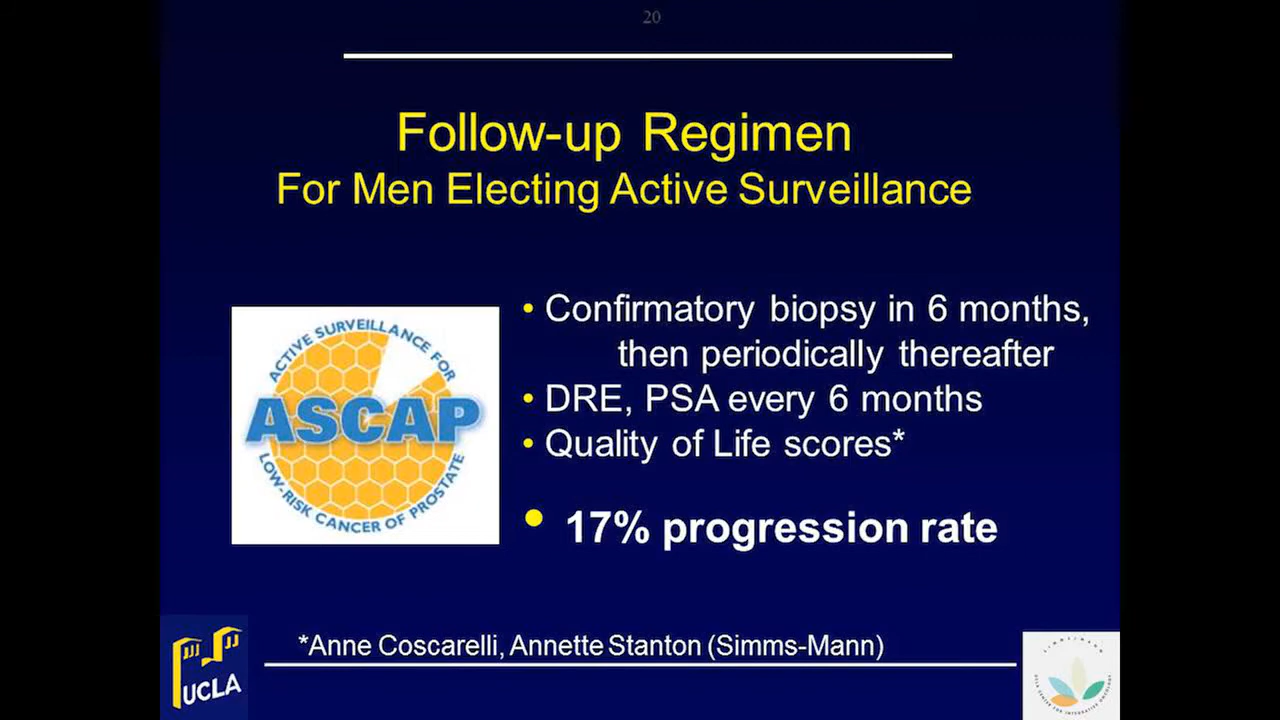 20
Follow-up Regimen
For Men Electing Active Surveillance
ACTIVE SURVEILLANCE FOR
ASCAP
LOW-RISK CANCER OF PROSTATE
• Confirmatory biopsy in 6 months,
then periodically thereafter
• DRE, PSA every 6 months
• Quality of Life scores*
• 17% progression rate
*Anne Coscarelli, Annette Stanton (Simms-Mann)
UCLA